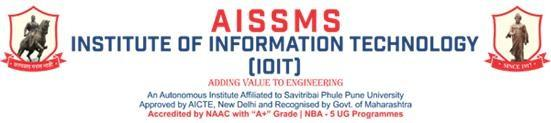 AISSMS
INSTITUTE OF INFORMATION TECHNOLOGY
(IOIT)
ADDING VALUE TO ENGINEERING
An Autonomous Institute Affiliated to Savitribai Phule Pune University
Approved by AICTE, New Delhi and Recognised by Govt. of Maharashtra
Accredited by NAAC with “A+” Grade | NBA - 5 UG Programmes
SINCE 1917